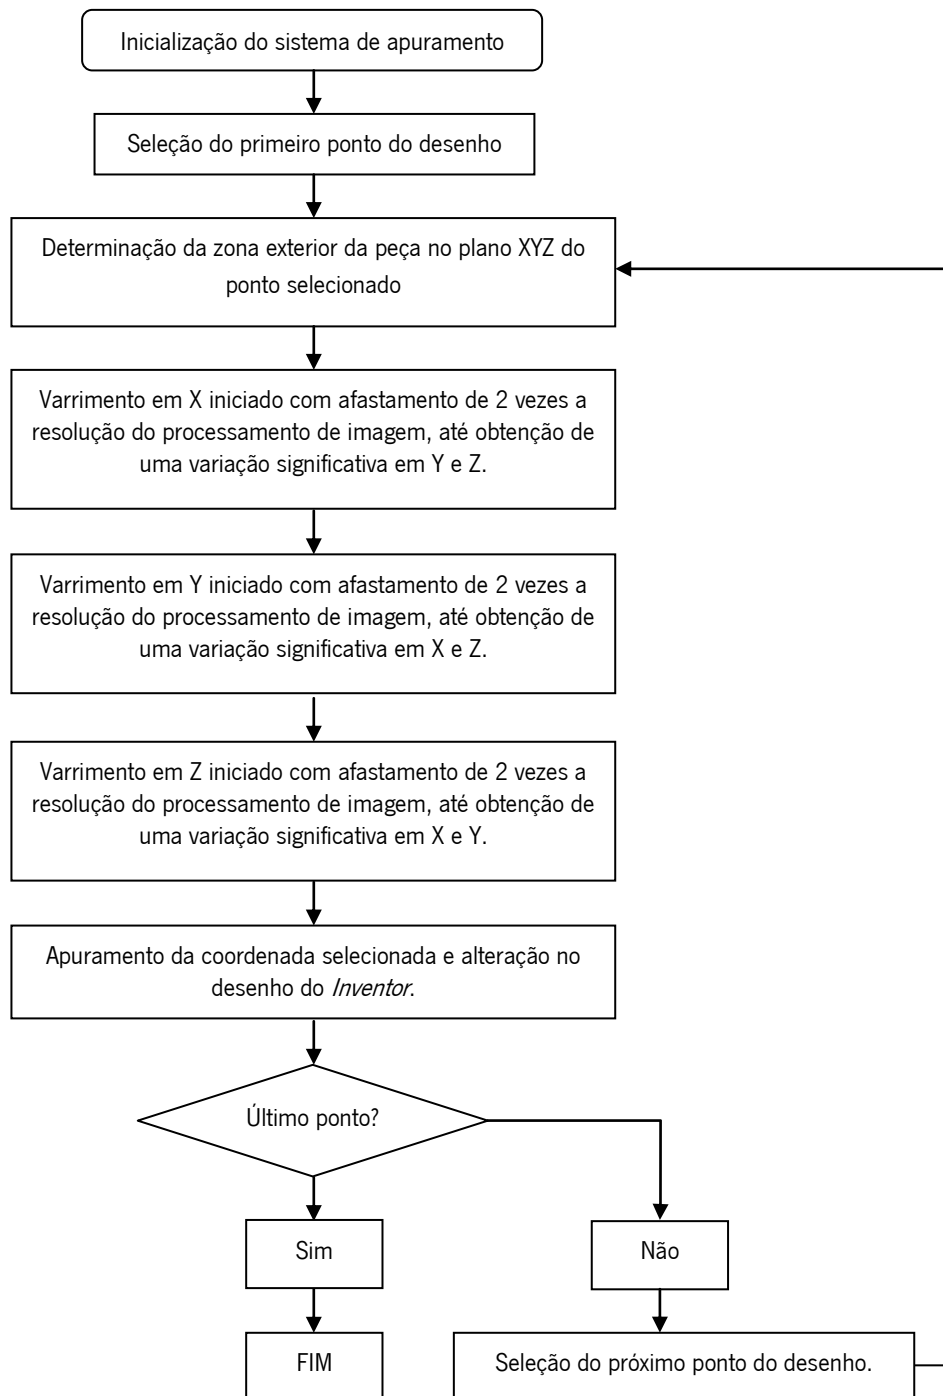 Inicialização do sistema de apuramento
Seleção do primeiro ponto do desenho
Determinação da zona exterior da peça no plano XYZ do
ponto selecionado
Varrimento em X iniciado com afastamento de 2 vezes a
resolução do processamento de imagem, até obtenção de
uma variação significativa em Y e Z.
Varrimento em Y iniciado com afastamento de 2 vezes a
resolução do processamento de imagem, até obtenção de
uma variação significativa em X e Z.
Varrimento em Z iniciado com afastamento de 2 vezes a
resolução do processamento de imagem, até obtenção de
uma variação significativa em X e Y.
Apuramento da coordenada selecionada e alteração no
desenho do Inventor.
Último ponto?
Sim
Não
FIM
Seleção do próximo ponto do desenho.